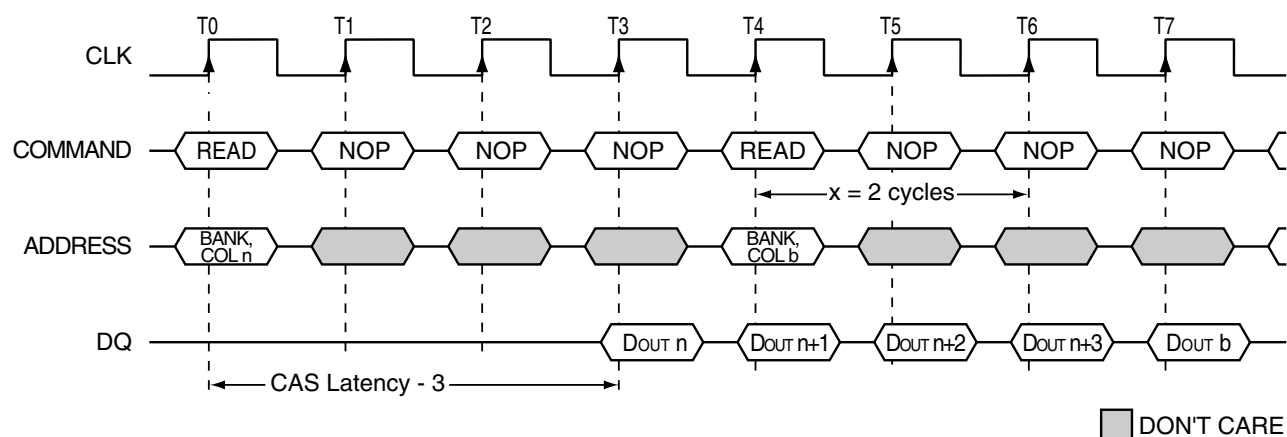 T0 T1 T2 T3 T4 T5 T6 T7
CLK
COMMAND READ NOP NOP NOP READ NOP NOP NOP
x = 2 cycles
ADDRESS BANK, COL n BANK, COL b
DQ DOUT n DOUT n+1 DOUT n+2 DOUT n+3 DOUT b
CAS Latency - 3
DON'T CARE